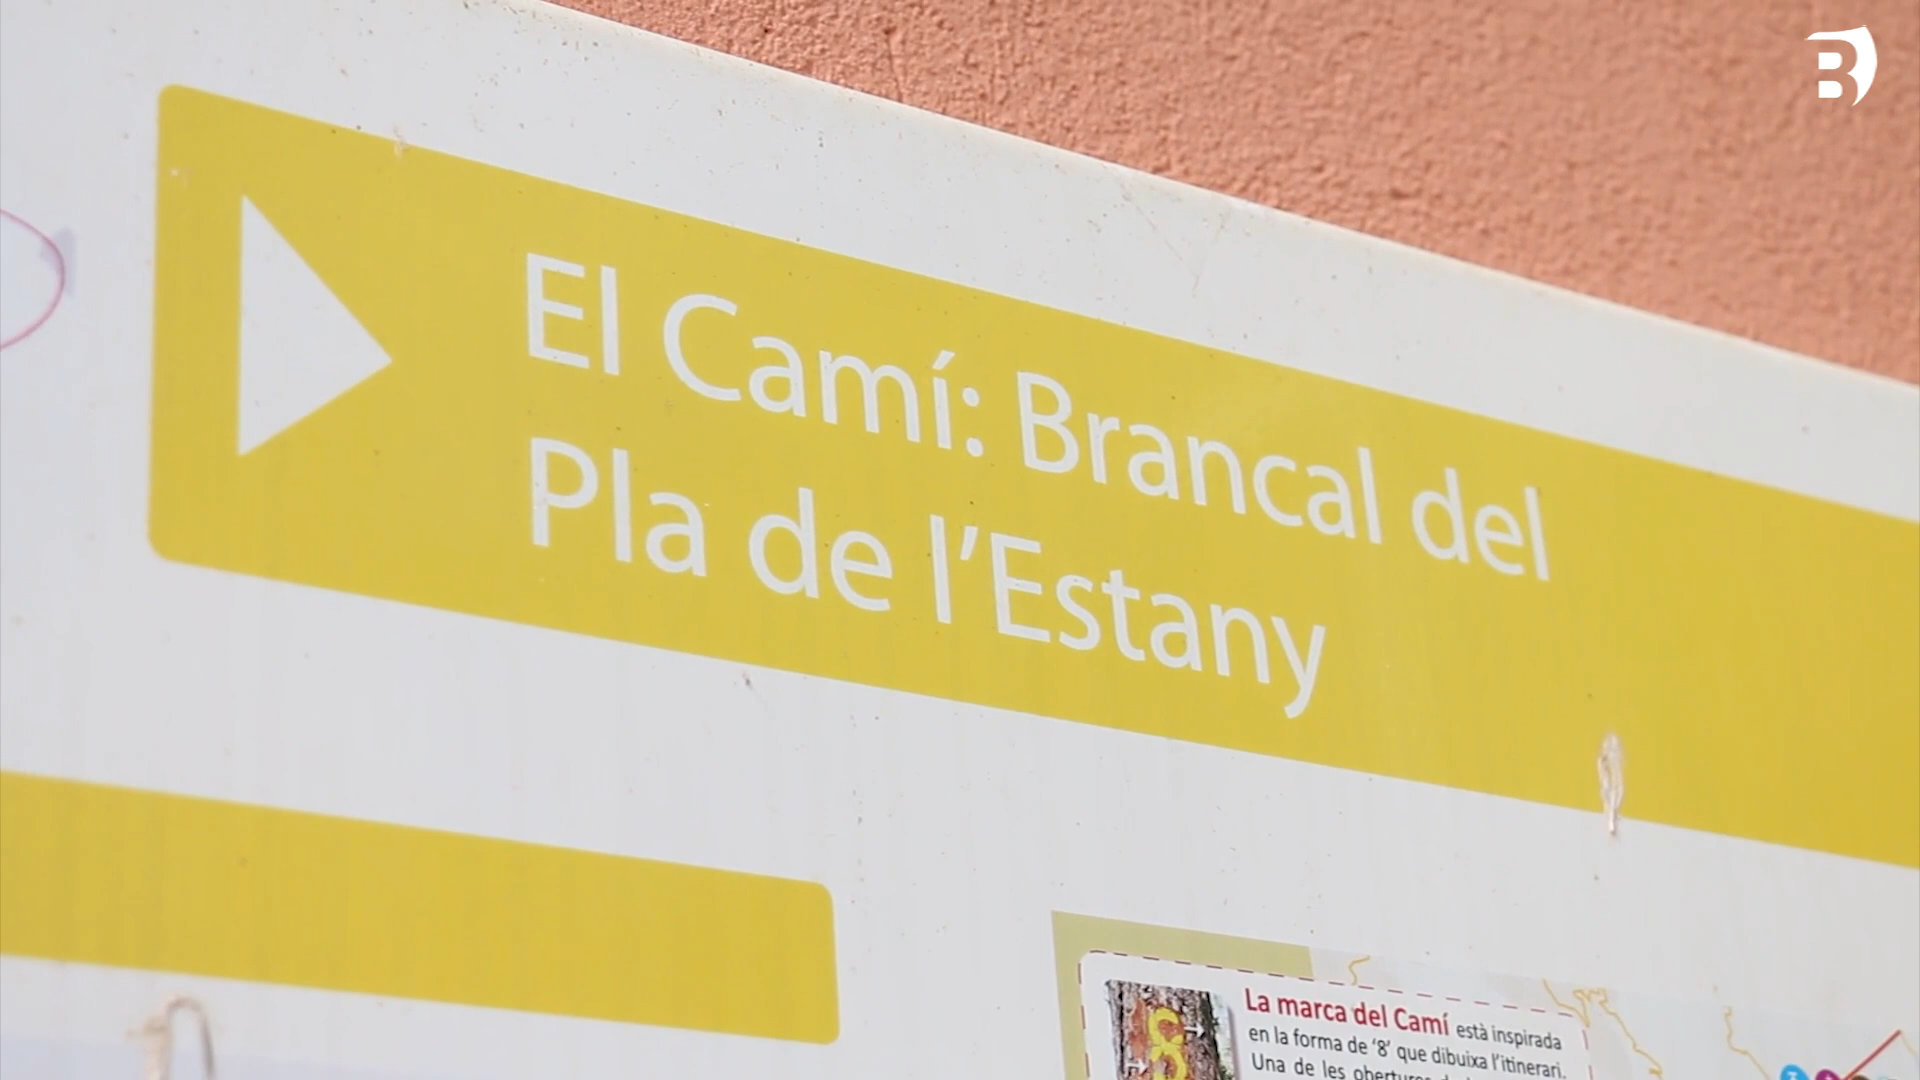 El Camí: Brancal del
Pla de l'Estany
La marca del Camí està inspirada
en la forma de '8' que dibuixa l'itinerari.
Una de les